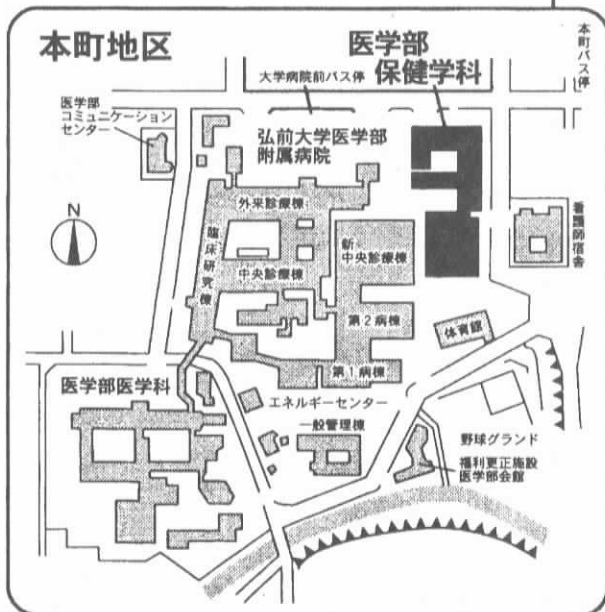 本町地区
医学部
保健学科
本町バス停
大学病院前バス停
医学部
コミュニケーション
センター
弘前大学医学部
附属病院
外来診療棟
N
臨床研究棟
新
中央診療棟
中央診療棟
看護師宿舎
第2病棟
体育館
第1病棟
医学部医学科
エネルギーセンター
一般管理棟
野球グランド
福利更正施設
医学部会館